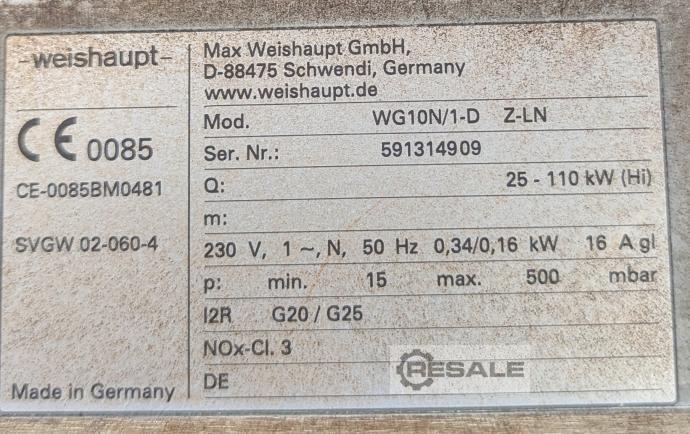 -weishaupt-
CE 0085
CE-0085BM0481
SVGW 02-060-4
Made in Germany
Max Weishaupt GmbH,
D-88475 Schwendi, Germany
www.weishaupt.de
Mod. WG10N/1-D Z-LN
Ser. Nr.: 591314909
Q: 25 - 110 kW (Hi)
m:
230 V, 1 ~, N, 50 Hz 0,34/0,16 kW 16 A gl
p: min. 15 max. 500 mbar
I2R G20 / G25
NOx-Cl. 3
DE
RESALE